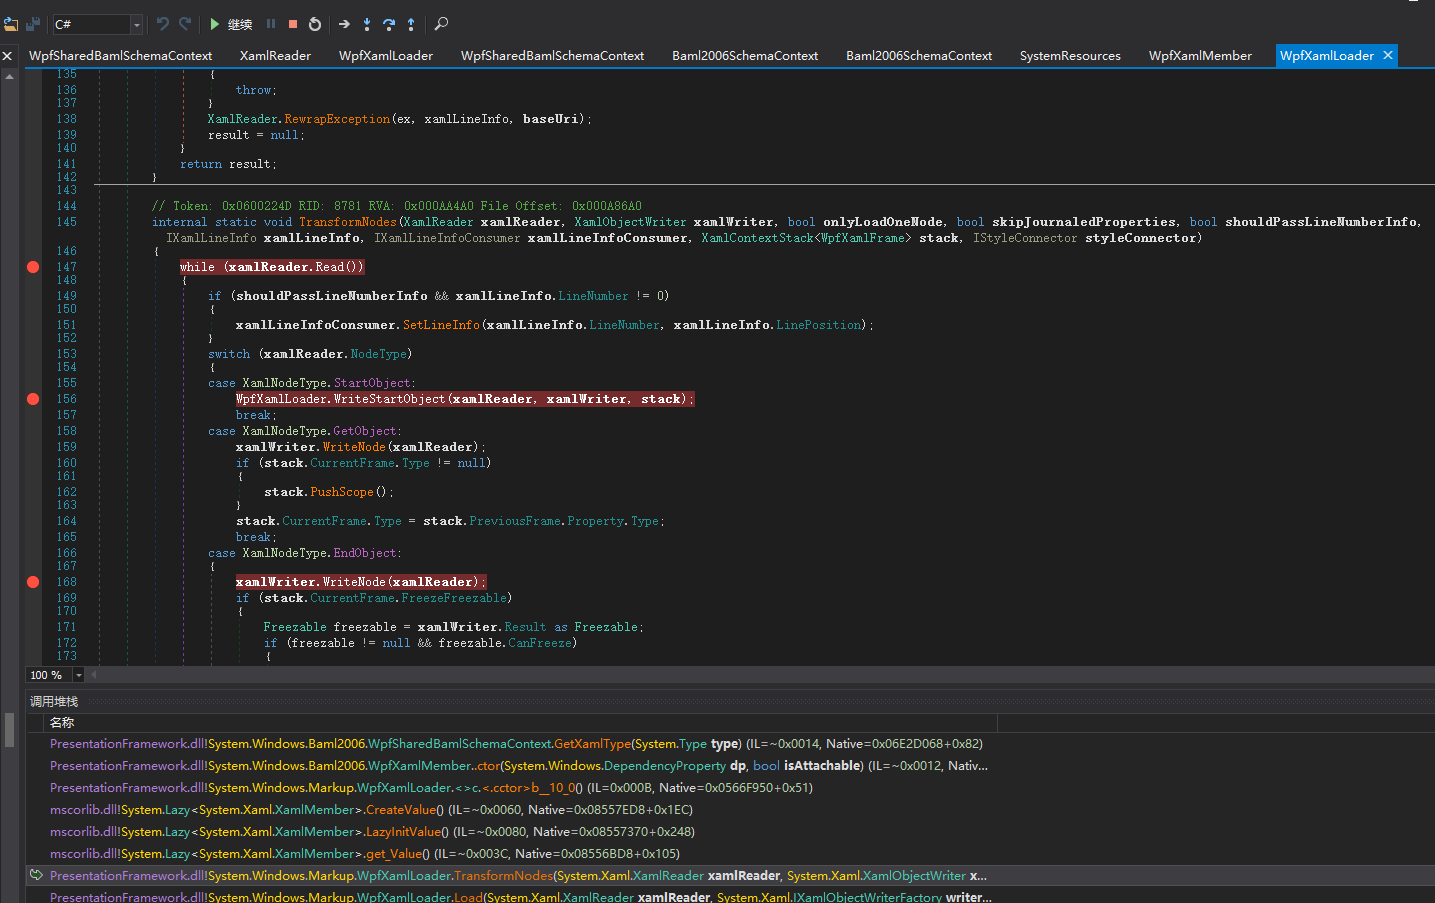 C# 继续
WpfSharedBamlSchemaContext XamlReader WpfXamlLoader WpfSharedBamlSchemaContext Baml2006SchemaContext Baml2006SchemaContext SystemResources WpfXamlMember WpfXamlLoader
135 {
136 throw;
137 }
138 XamlReader.RewrapException(ex, xamlLineInfo, baseUri);
139 result = null;
140 }
141 return result;
142 }
143
144 // Token: 0x0600224D RID: 8781 RVA: 0x000AA4A0 File Offset: 0x000A86A0
145 internal static void TransformNodes(XamlReader xamlReader, XamlObjectWriter xamlWriter, bool onlyLoadOneNode, bool skipJournaledProperties, bool shouldPassLineNumberInfo,
IXamlLineInfo xamlLineInfo, IXamlLineInfoConsumer xamlLineInfoConsumer, XamlContextStack<WpfXamlFrame> stack, IStyleConnector styleConnector)
146 {
147 while (xamlReader.Read())
148 {
149 if (shouldPassLineNumberInfo && xamlLineInfo.LineNumber != 0)
150 {
151 xamlLineInfoConsumer.SetLineInfo(xamlLineInfo.LineNumber, xamlLineInfo.LinePosition);
152 }
153 switch (xamlReader.NodeType)
154 {
155 case XamlNodeType.StartObject:
156 WpfXamlLoader.WriteStartObject(xamlReader, xamlWriter, stack);
157 break;
158 case XamlNodeType.GetObject:
159 xamlWriter.WriteNode(xamlReader);
160 if (stack.CurrentFrame.Type != null)
161 {
162 stack.PushScope();
163 }
164 stack.CurrentFrame.Type = stack.PreviousFrame.Property.Type;
165 break;
166 case XamlNodeType.EndObject:
167 {
168 xamlWriter.WriteNode(xamlReader);
169 if (stack.CurrentFrame.FreezeFreezable)
170 {
171 Freezable freezable = xamlWriter.Result as Freezable;
172 if (freezable != null && freezable.CanFreeze)
173 {
100 %
调用堆栈
名称
PresentationFramework.dll!System.Windows.Baml2006.WpfSharedBamlSchemaContext.GetXamlType(System.Type type) (IL=~0x0014, Native=0x06E2D068+0x82)
PresentationFramework.dll!System.Windows.Baml2006.WpfXamlMember..ctor(System.Windows.DependencyProperty dp, bool isAttachable) (IL=~0x0012, Nativ...
PresentationFramework.dll!System.Windows.Markup.WpfXamlLoader.<>c.<.cctor>b__10_0() (IL=0x000B, Native=0x0566F950+0x51)
mscorlib.dll!System.Lazy<System.Xaml.XamlMember>.CreateValue() (IL=~0x0060, Native=0x08557ED8+0x1EC)
mscorlib.dll!System.Lazy<System.Xaml.XamlMember>.LazyInitValue() (IL=~0x0080, Native=0x08557370+0x248)
mscorlib.dll!System.Lazy<System.Xaml.XamlMember>.get_Value() (IL=~0x003C, Native=0x08556BD8+0x105)
PresentationFramework.dll!System.Windows.Markup.WpfXamlLoader.TransformNodes(System.Xaml.XamlReader xamlReader, System.Xaml.XamlObjectWriter x...
PresentationFramework.dll!System.Windows.Markup.WpfXamlLoader.Load(System.Xaml.XamlReader xamlReader, System.Xaml.IXamlObjectWriterFactory writer...